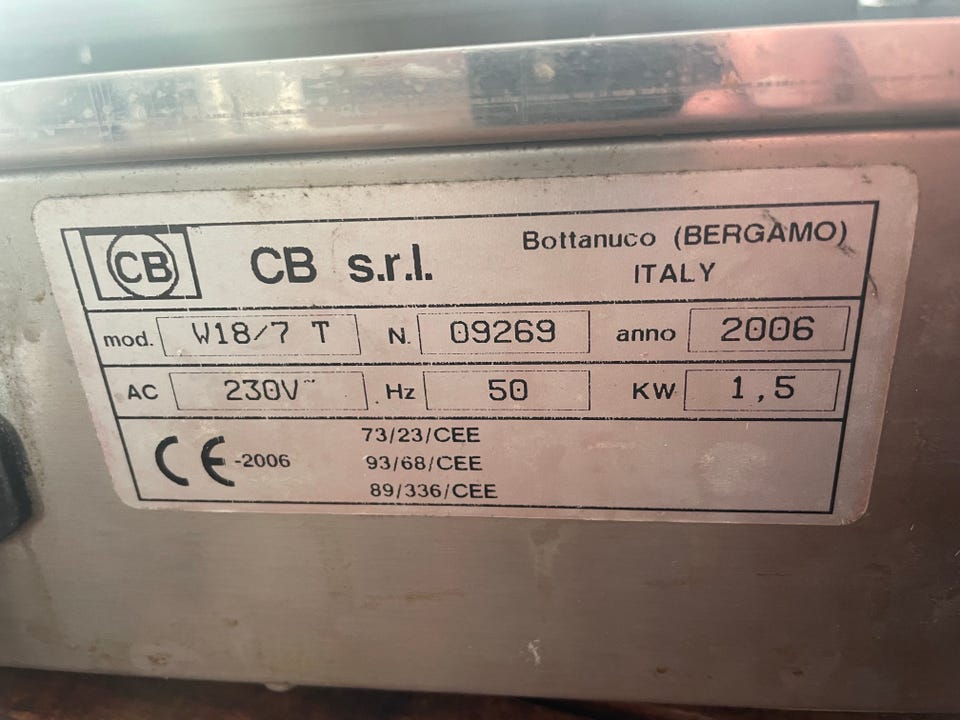 CB CB s.r.l. Bottanuco (BERGAMO)
ITALY
mod. W18/7 T N. 09269 anno 2006
AC 230V~ Hz 50 KW 1,5
CE -2006 73/23/CEE
93/68/CEE
89/336/CEE